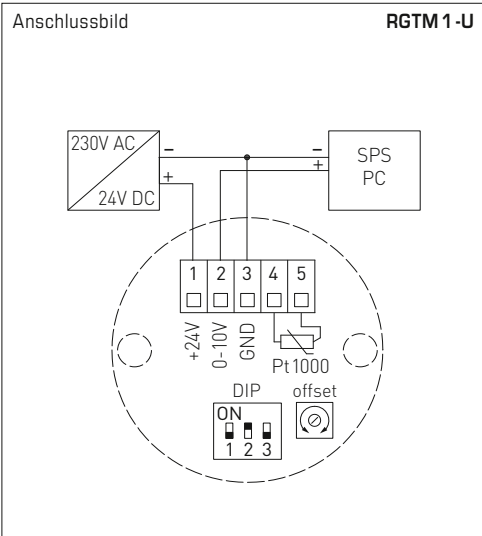 Anschlussbild RGTM 1 -U
230V AC
24V DC
–
+
–
+
SPS
PC
1 2 3 4 5
+24V
0-10V
GND
Pt1000
DIP
offset
ON
1 2 3